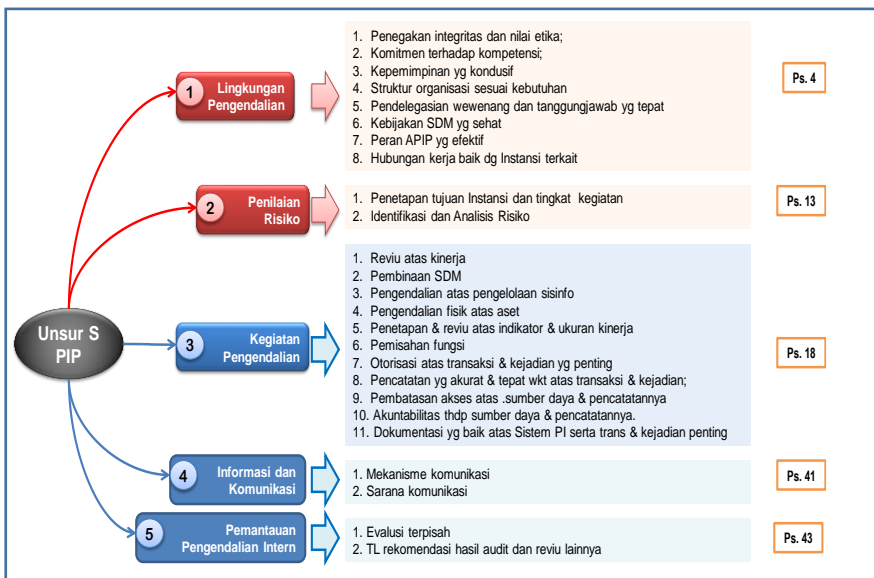 1. Penegakan integritas dan nilai etika;
2. Komitmen terhadap kompetensi;
3. Kepemimpinan yg kondusif
4. Struktur organisasi sesuai kebutuhan
5. Pendelegasian wewenang dan tanggungjawab yg tepat
6. Kebijakan SDM yg sehat
7. Peran APIP yg efektif
8. Hubungan kerja baik dg Instansi terkait
1
Lingkungan
Pengendalian
Ps. 4
2
Penilaian
Risiko
1. Penetapan tujuan Instansi dan tingkat kegiatan
2. Identifikasi dan Analisis Risiko
Ps. 13
Unsur S
PIP
3
Kegiatan
Pengendalian
1. Reviu atas kinerja
2. Pembinaan SDM
3. Pengendalian atas pengelolaan sisinfo
4. Pengendalian fisik atas aset
5. Penetapan & reviu atas indikator & ukuran kinerja
6. Pemisahan fungsi
7. Otorisasi atas transaksi & kejadian yg penting
8. Pencatatan yg akurat & tepat wkt atas transaksi & kejadian;
9. Pembatasan akses atas .sumber daya & pencatatannya
10. Akuntabilitas thdp sumber daya & pencatatannya.
11. Dokumentasi yg baik atas Sistem PI serta trans & kejadian penting
Ps. 18
4
Informasi dan
Komunikasi
1. Mekanisme komunikasi
2. Sarana komunikasi
Ps. 41
5
Pemantauan
Pengendalian Intern
1. Evalusi terpisah
2. TL rekomendasi hasil audit dan reviu lainnya
Ps. 43